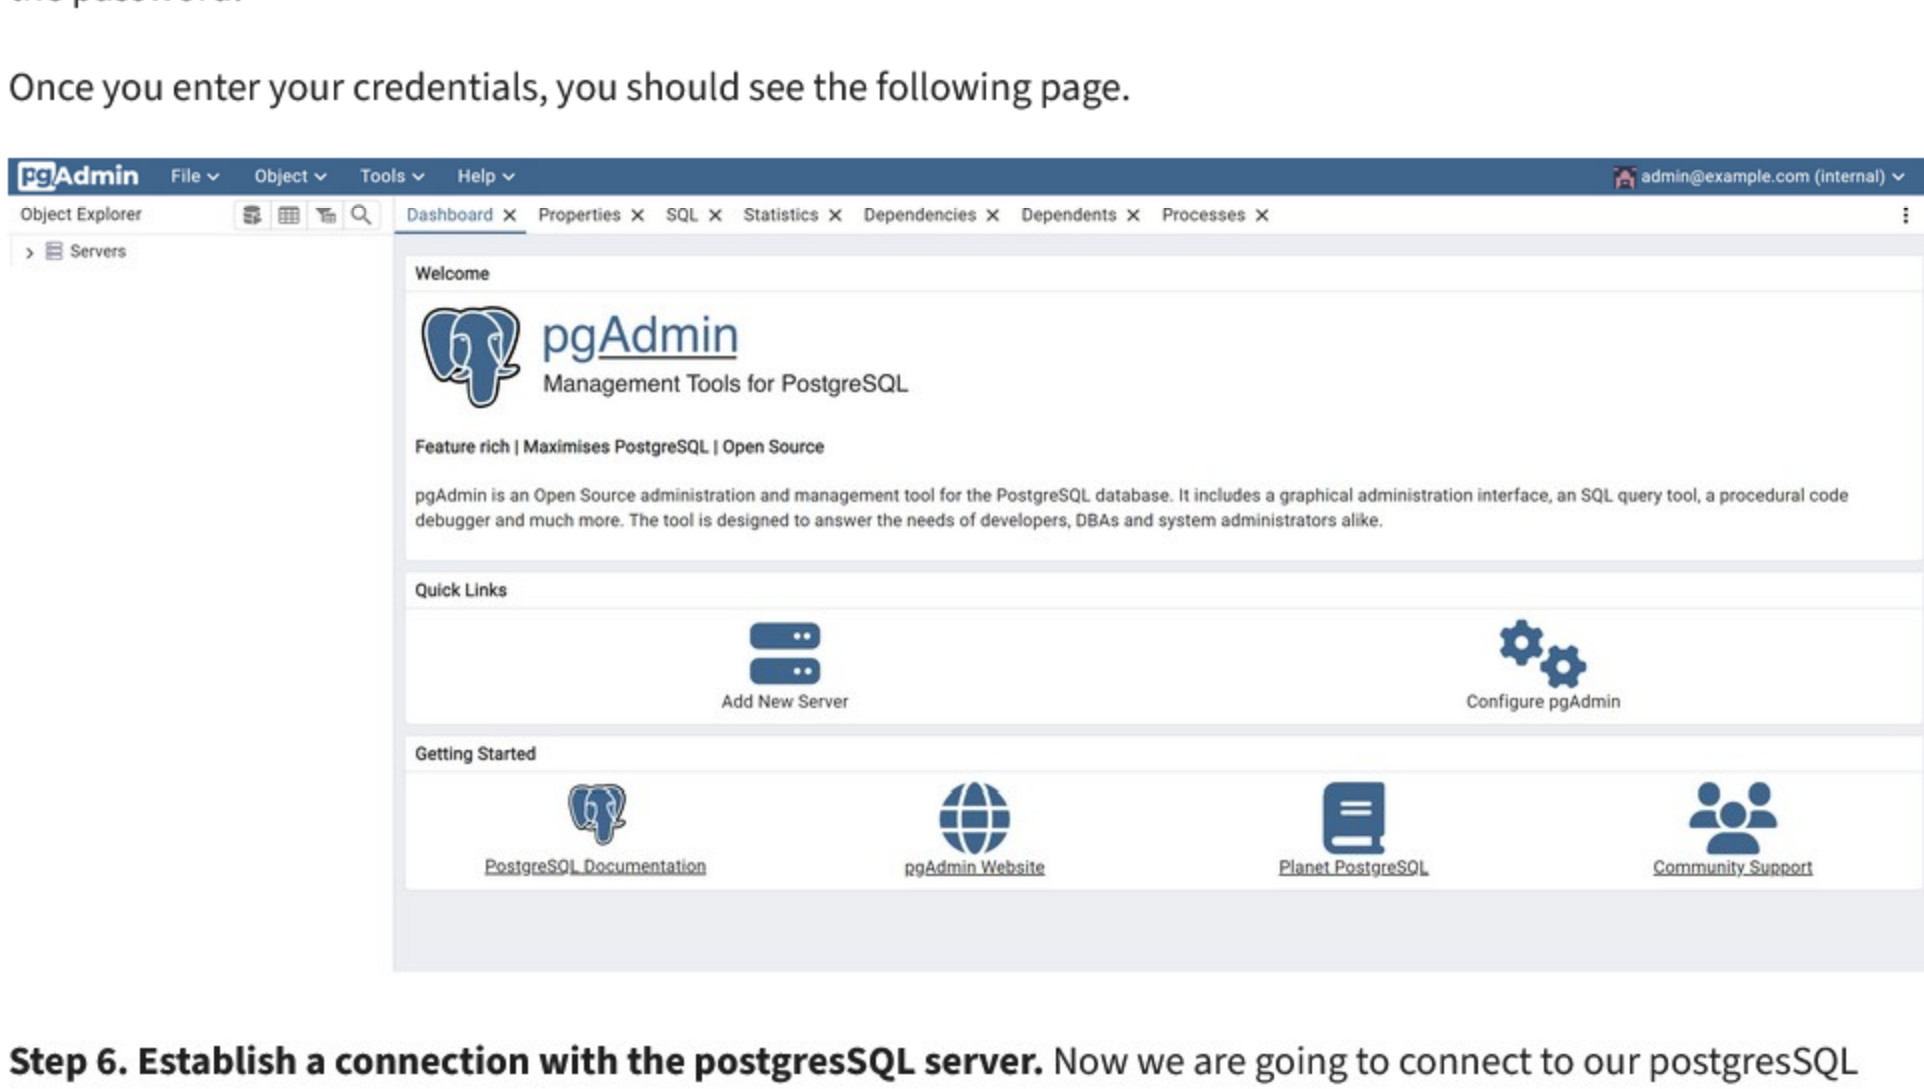 the password.
Once you enter your credentials, you should see the following page.
pgAdmin File Object Tools Help admin@example.com (internal)
Object Explorer Dashboard Properties SQL Statistics Dependencies Dependents Processes
Servers
Welcome
pgAdmin
Management Tools for PostgreSQL
Feature rich | Maximises PostgreSQL | Open Source
pgAdmin is an Open Source administration and management tool for the PostgreSQL database. It includes a graphical administration interface, an SQL query tool, a procedural code
debugger and much more. The tool is designed to answer the needs of developers, DBAs and system administrators alike.
Quick Links
Add New Server Configure pgAdmin
Getting Started
PostgreSQL Documentation pgAdmin Website Planet PostgreSQL Community Support
Step 6. Establish a connection with the postgresSQL server. Now we are going to connect to our postgresSQL